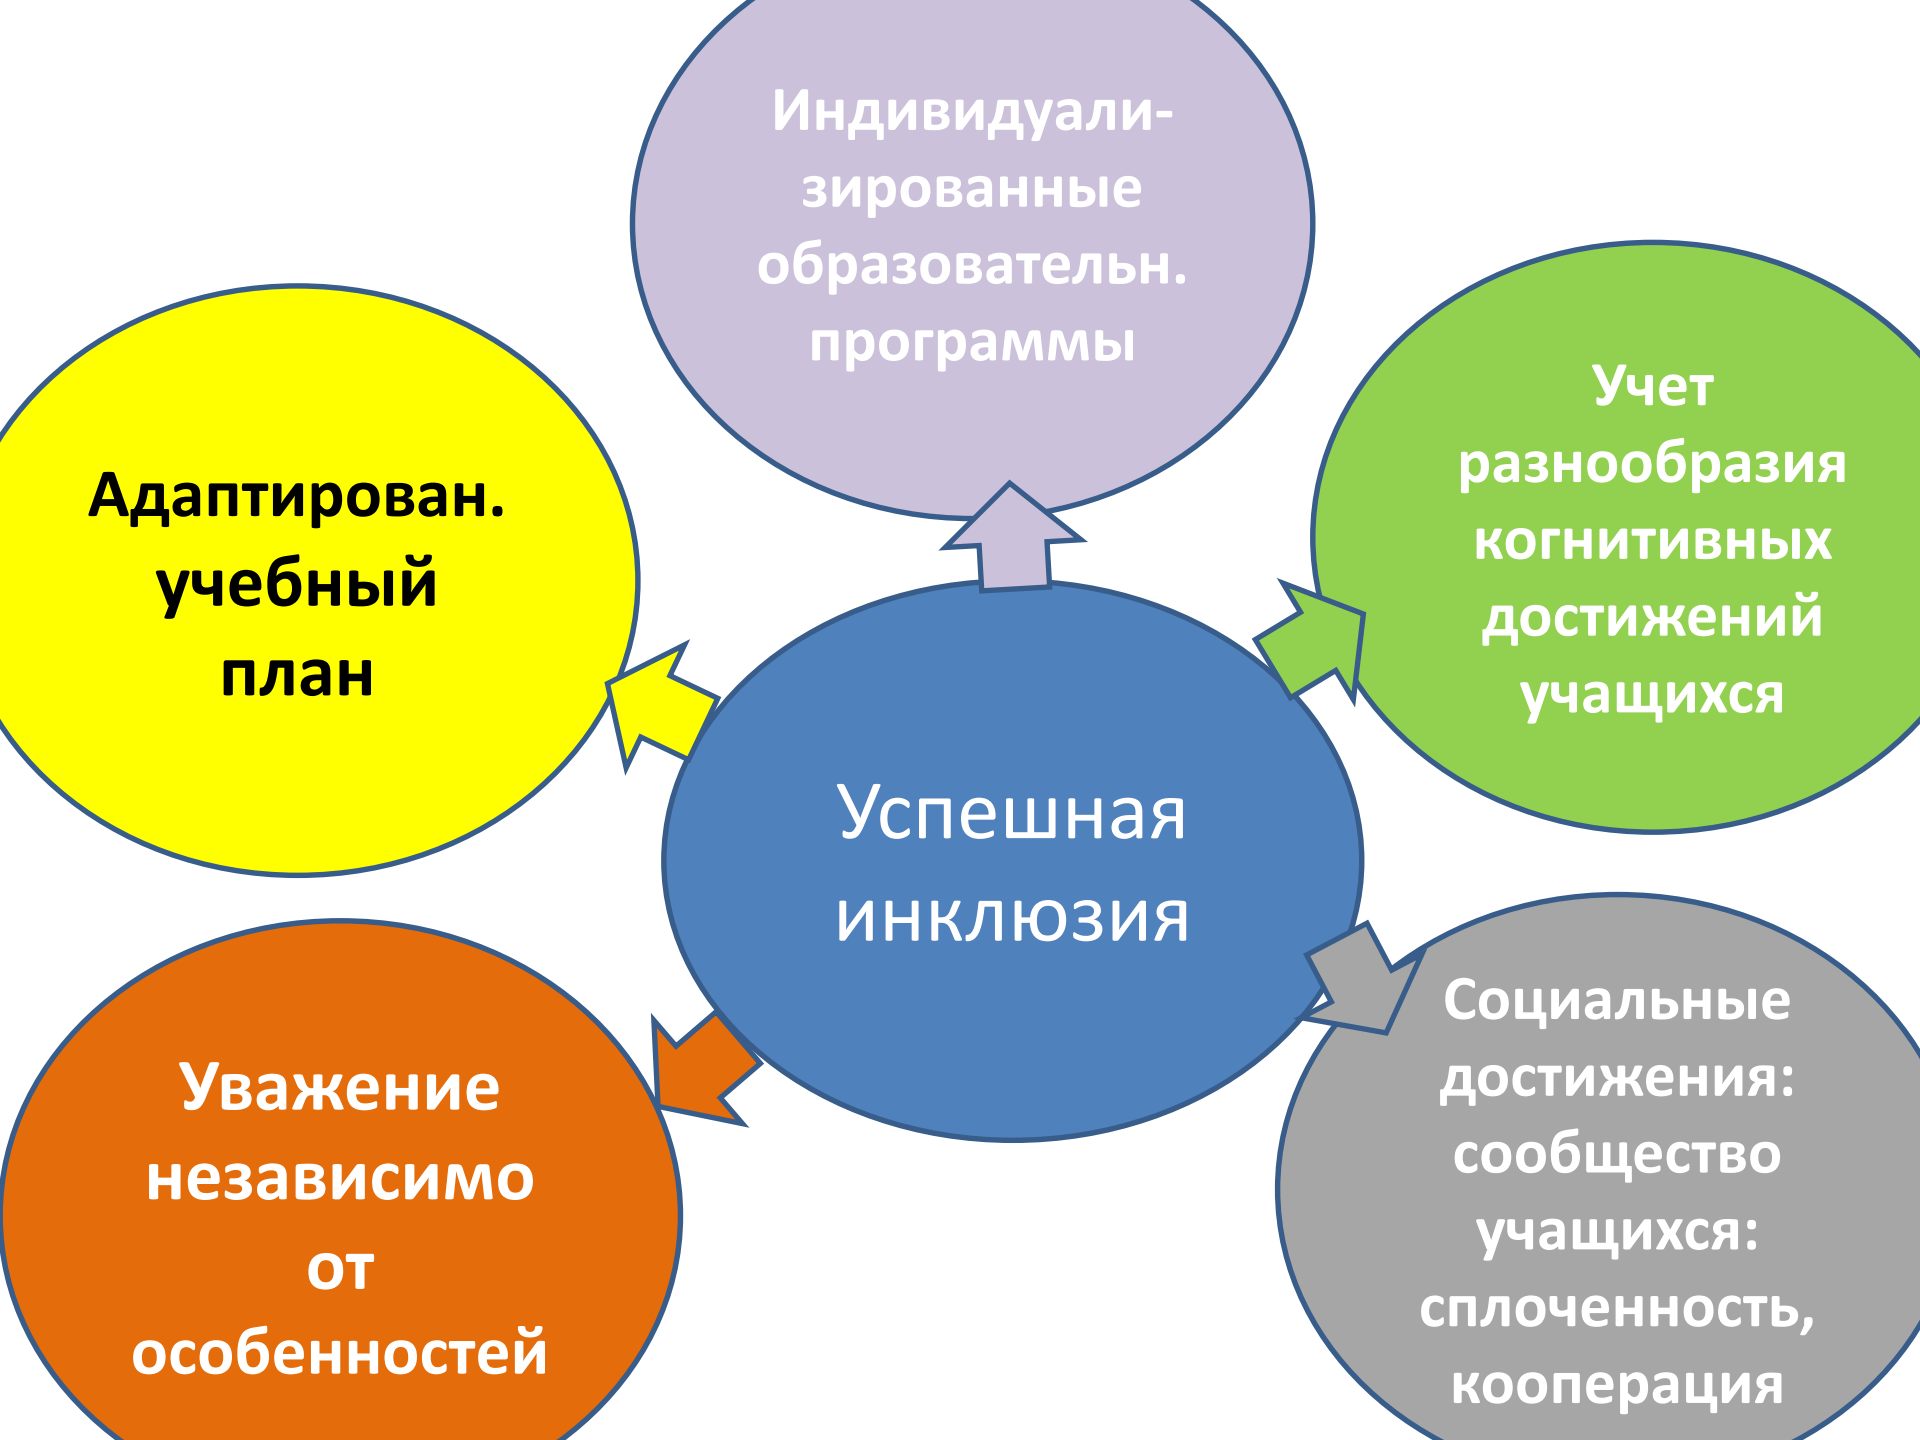 Индивидуали-
зированные
образовательн.
программы
Адаптирован.
учебный
план
Учет
разнообразия
когнитивных
достижений
учащихся
Успешная
инклюзия
Уважение
независимо
от
особенностей
Социальные
достижения:
сообщество
учащихся:
сплоченность,
кооперация